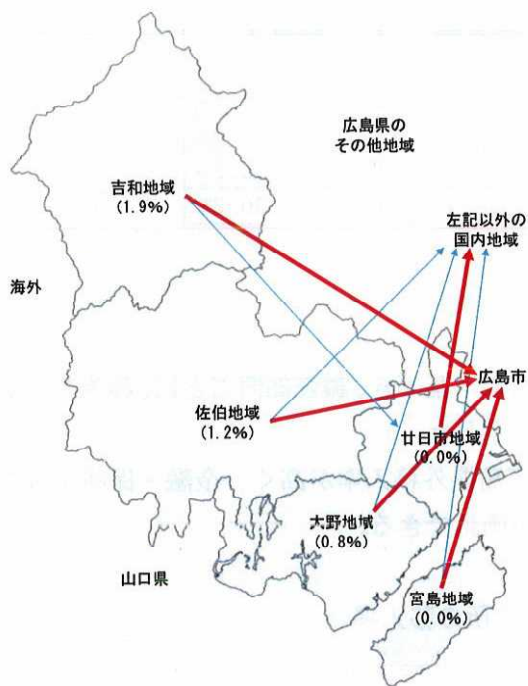 広島県の
その他地域
吉和地域
(1.9%)
左記以外の
国内地域
海外
広島市
佐伯地域
(1.2%)
廿日市地域
(0.0%)
大野地域
(0.8%)
山口県
宮島地域
(0.0%)